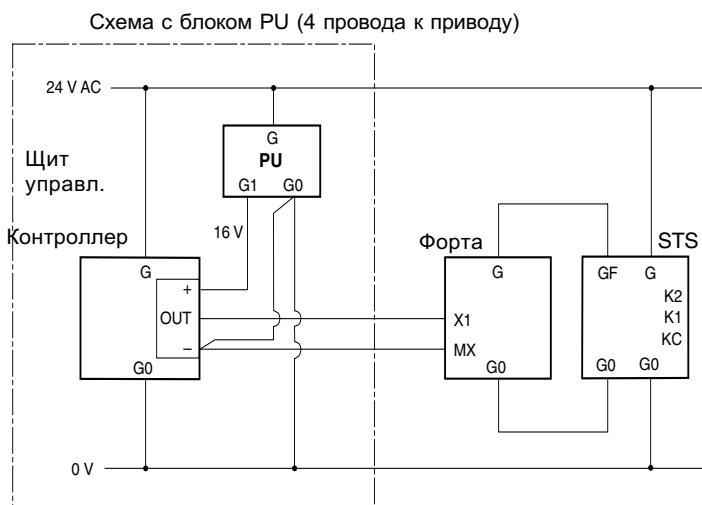 Схема с блоком PU (4 провода к приводу)
24 V AC
Щит
управл.
G
PU
G1 G0
16 V
Контроллер
G
+
OUT
–
G0
Форта
G
X1
MX
G0
STS
GF G
K2
K1
KC
G0 G0
0 V